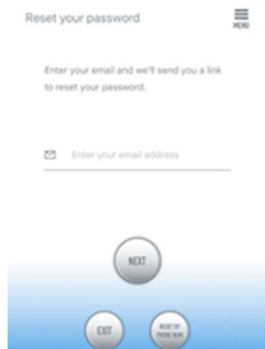 Reset your password
MENU
Enter your email and we'll send you a link
to reset your password.
Enter your email address
NEXT
EXIT
RESET BY
PHONE NOW